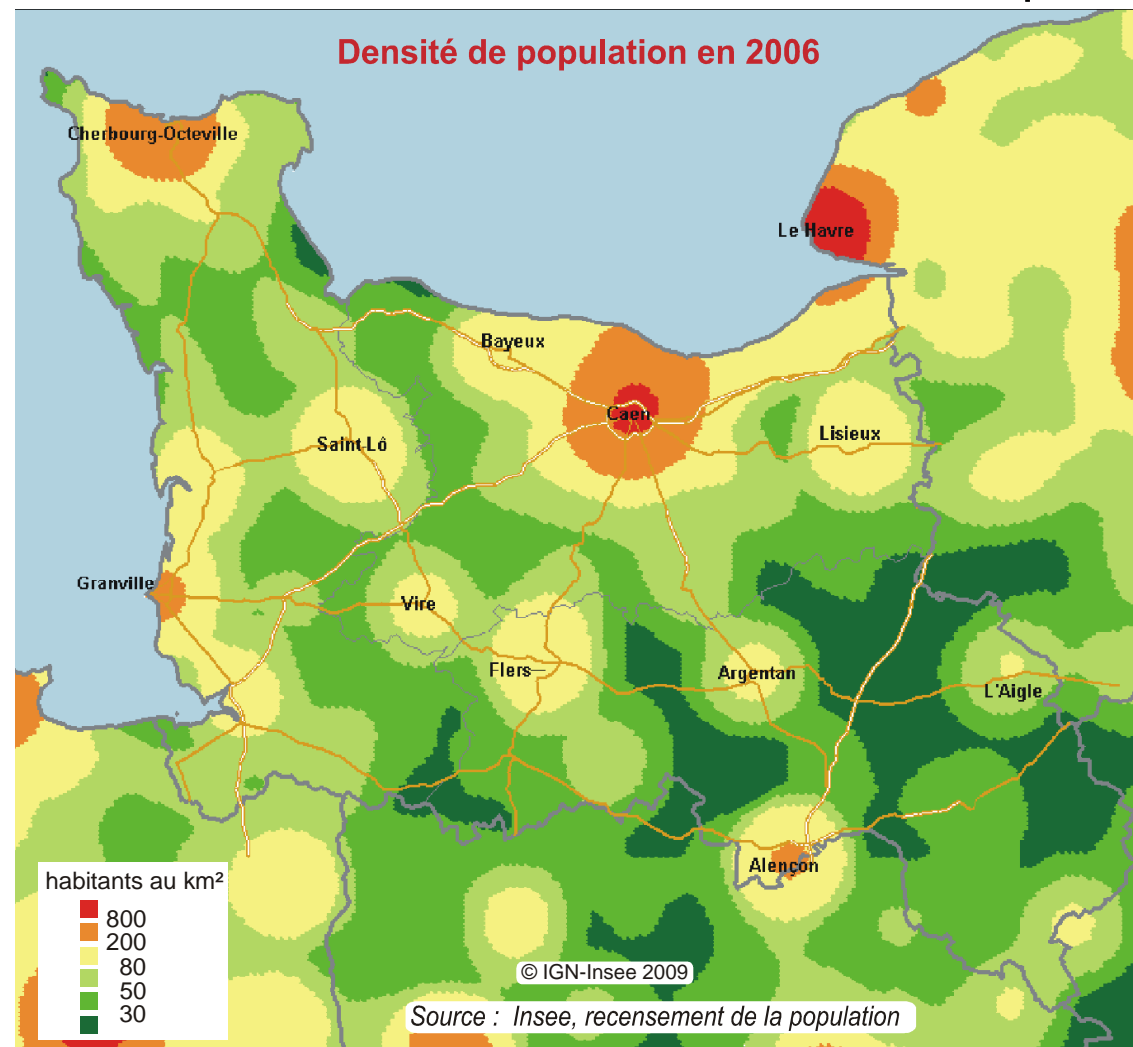 Densité de population en 2006
Cherbourg-Octeville
Le Havre
Bayeux
Caen
Lisieux
Saint-Lô
Granville
Vire
Flers
Argentan
L'Aigle
Alençon
habitants au km²
800
200
80
50
30
© IGN-Insee 2009
Source : Insee, recensement de la population